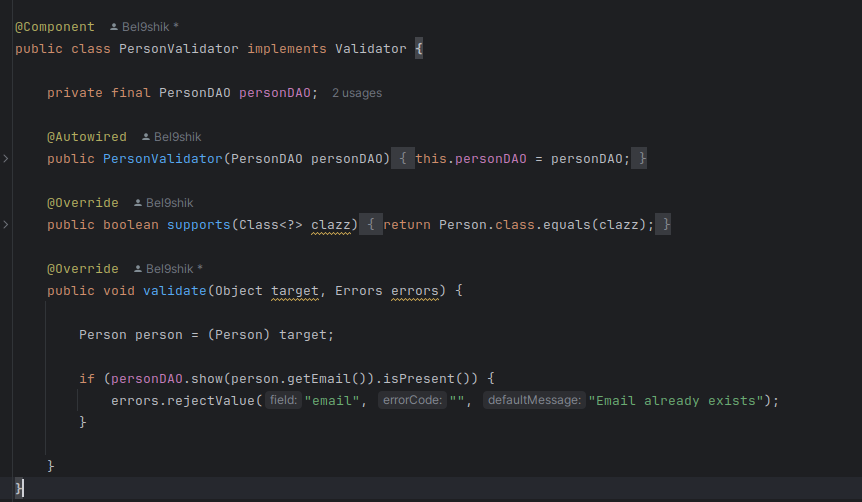 @Component  Bel9shik *
public class PersonValidator implements Validator {
private final PersonDAO personDAO;  2 usages
@Autowired  Bel9shik
public PersonValidator(PersonDAO personDAO) { this.personDAO = personDAO; }
@Override  Bel9shik
public boolean supports(Class<?> clazz) { return Person.class.equals(clazz); }
@Override  Bel9shik *
public void validate(Object target, Errors errors) {
Person person = (Person) target;
if (personDAO.show(person.getEmail()).isPresent()) {
errors.rejectValue( field: "email", errorCode: "", defaultMessage: "Email already exists");
}
}
}